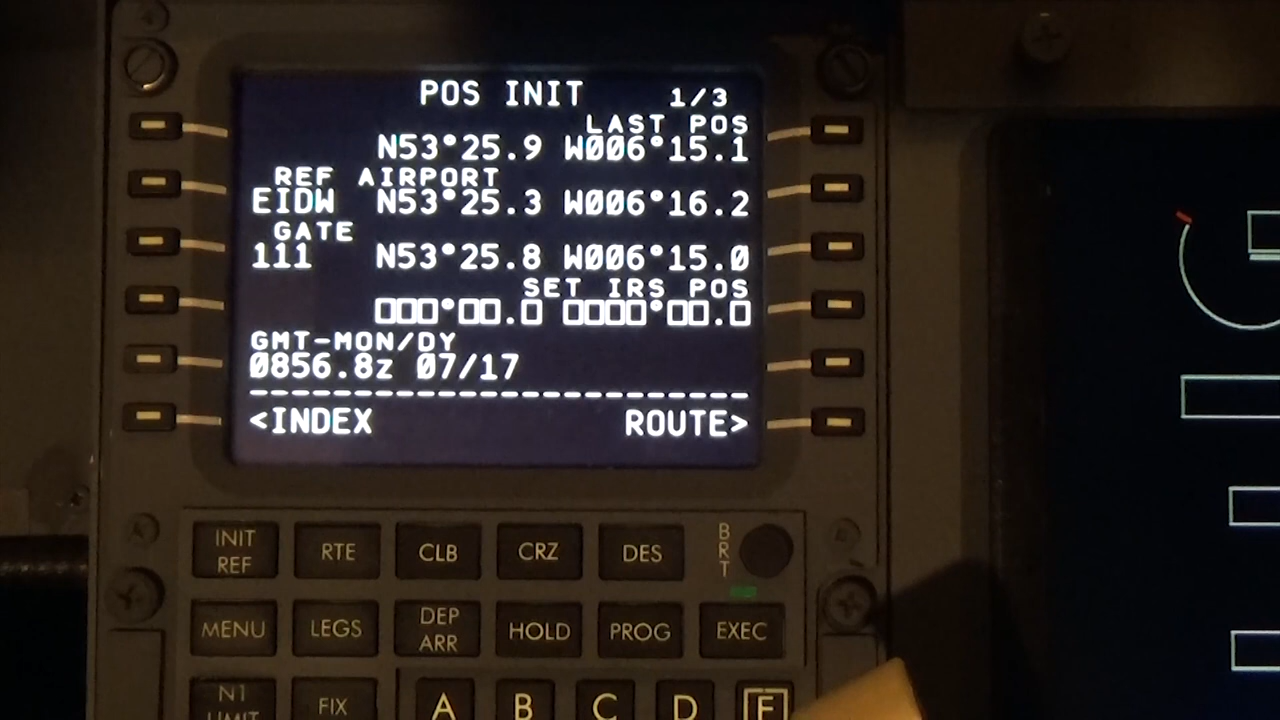 POS INIT 1/3
LAST POS
N53°25.9 W006°15.1
REF AIRPORT
EIDW N53°25.3 W006°16.2
GATE
111 N53°25.8 W006°15.0
SET IRS POS
□□□°□□.□ □□□□°□□.□
GMT-MON/DY
0856.8z 07/17
------------------------
<INDEX ROUTE>
INIT REF RTE CLB CRZ DES BRT
MENU LEGS DEP ARR HOLD PROG EXEC
N1 LIMIT FIX A B C D E